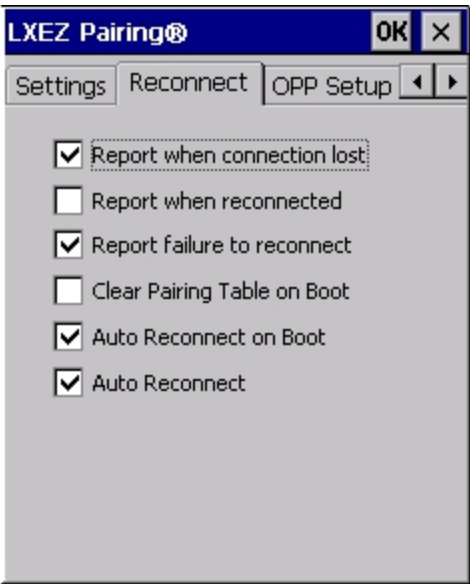 LXEZ Pairing® OK ×
Settings Reconnect OPP Setup
Report when connection lost
Report when reconnected
Report failure to reconnect
Clear Pairing Table on Boot
Auto Reconnect on Boot
Auto Reconnect